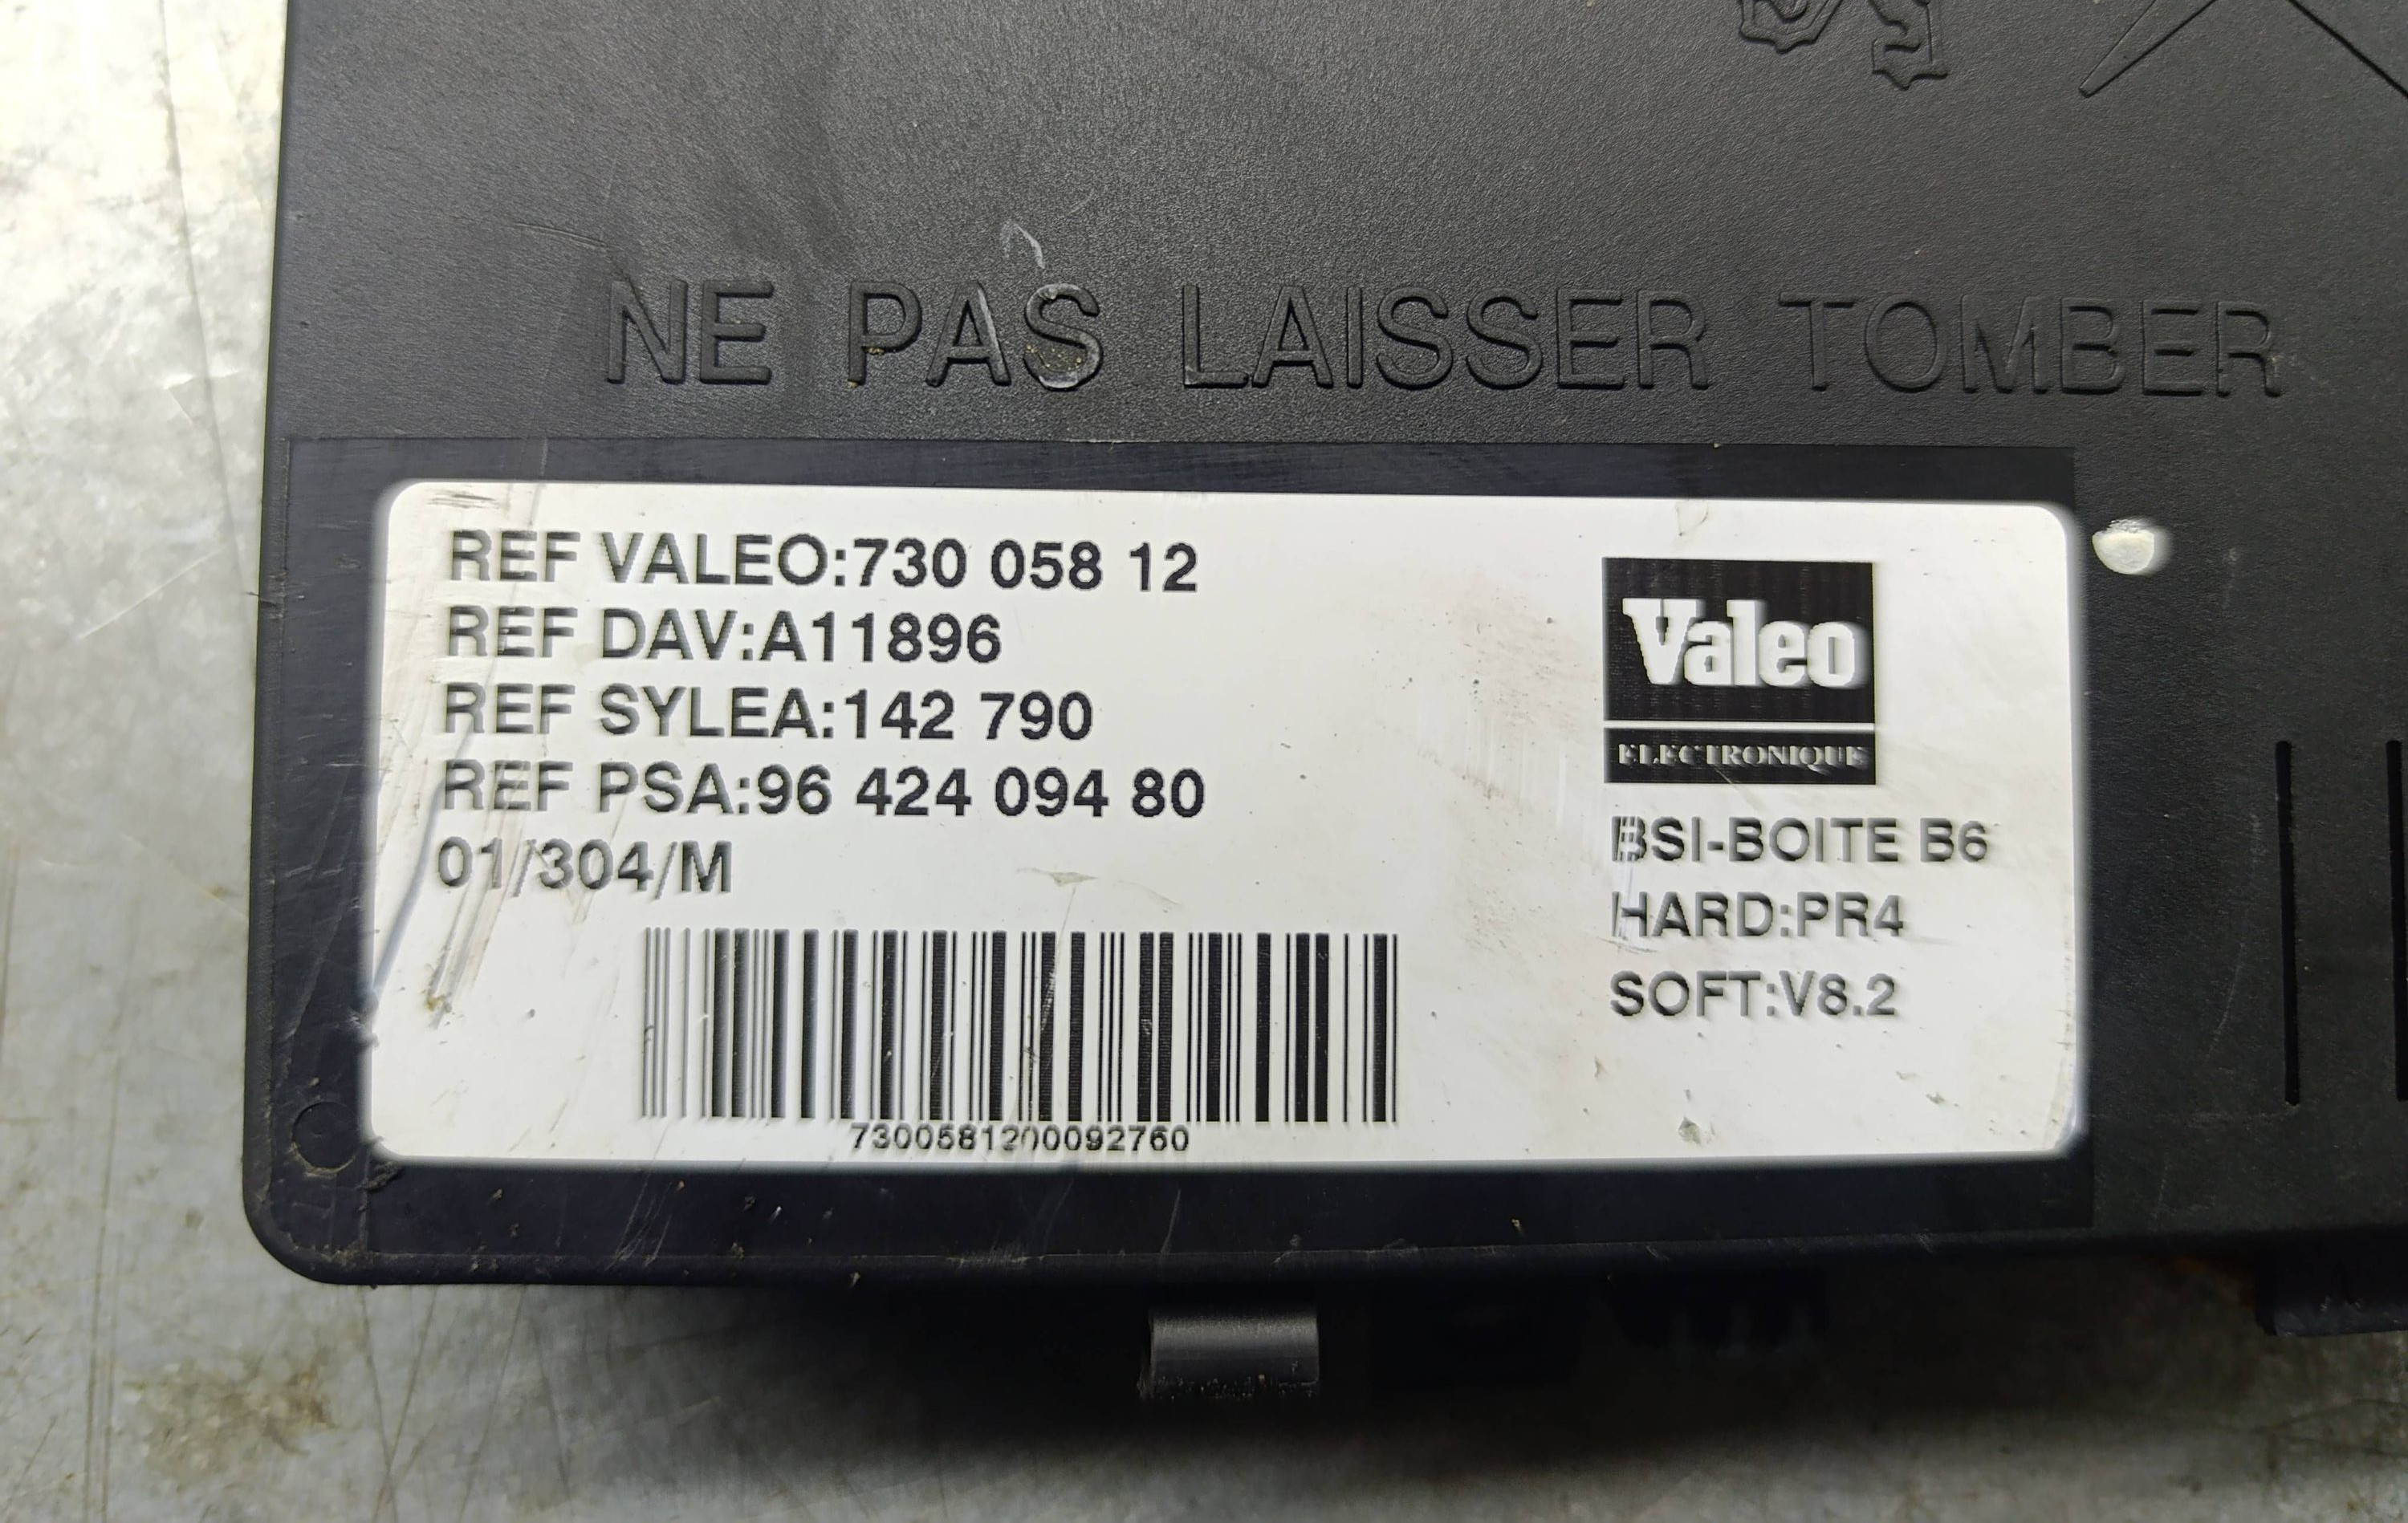 NE PAS LAISSER TOMBER
REF VALEO:730 058 12
REF DAV:A11896
REF SYLEA:142 790
REF PSA:96 424 094 80
01/304/M
7300581200092760
Valeo
ELECTRONIQUE
BSI-BOITE B6
HARD:PR4
SOFT:V8.2